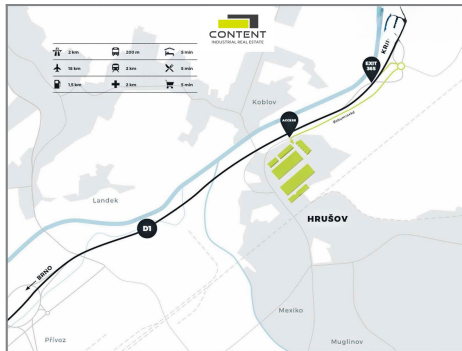 CONTENT
INDUSTRIAL REAL ESTATE
2 km
200 m
5 min
18 km
2 km
5 min
1,5 km
2 km
5 min
EXIT
365
Koblov
ACCESS
Landek
HRUŠOV
D1
BRNO
Mexiko
Přívoz
Muglinov